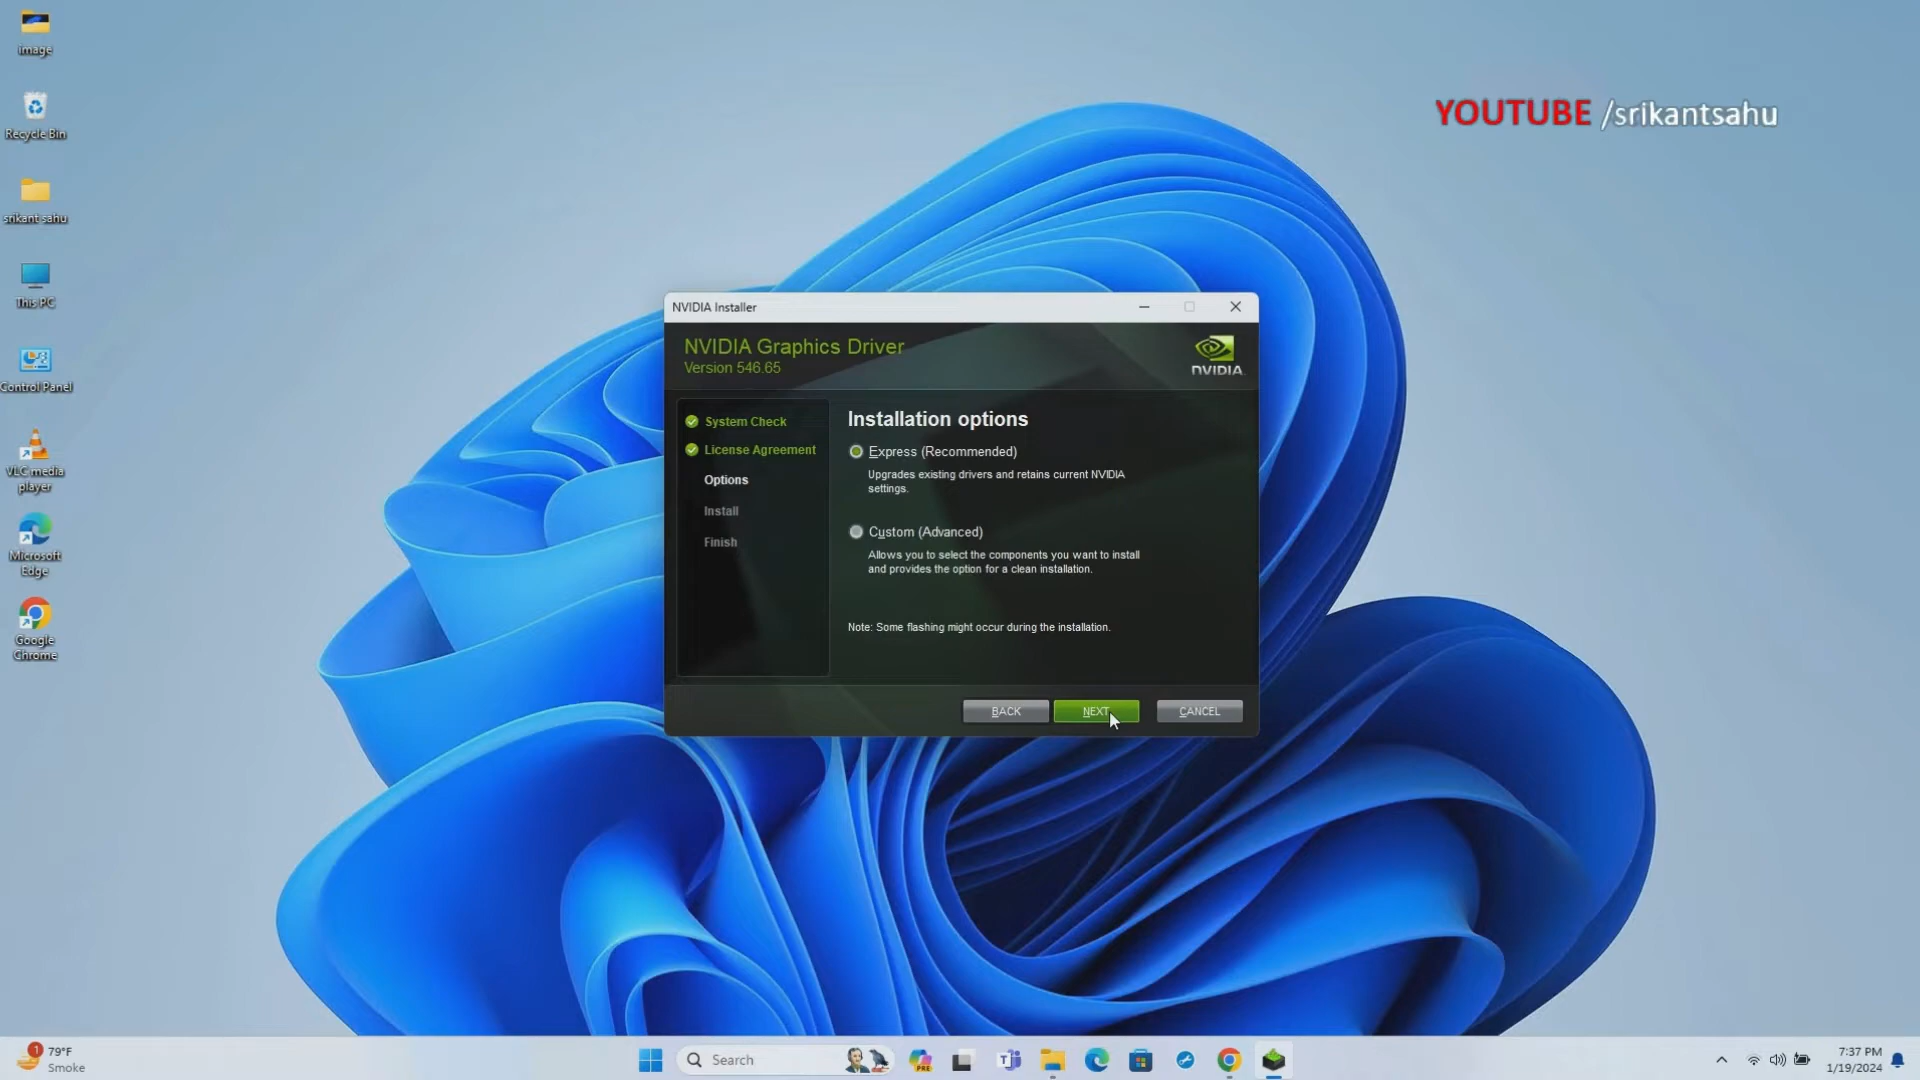 image
Recycle Bin
srikant sahu
This PC
Control Panel
VLC media
player
Microsoft
Edge
Google
Chrome
YOUTUBE /srikantsahu
NVIDIA Installer
NVIDIA Graphics Driver
Version 546.65
NVIDIA
System Check
License Agreement
Options
Install
Finish
Installation options
Express (Recommended)
Upgrades existing drivers and retains current NVIDIA
settings.
Custom (Advanced)
Allows you to select the components you want to install
and provides the option for a clean installation.
Note: Some flashing might occur during the installation.
BACK
NEXT
CANCEL
1
79°F
Smoke
Search
PRE
7:37 PM
1/19/2024